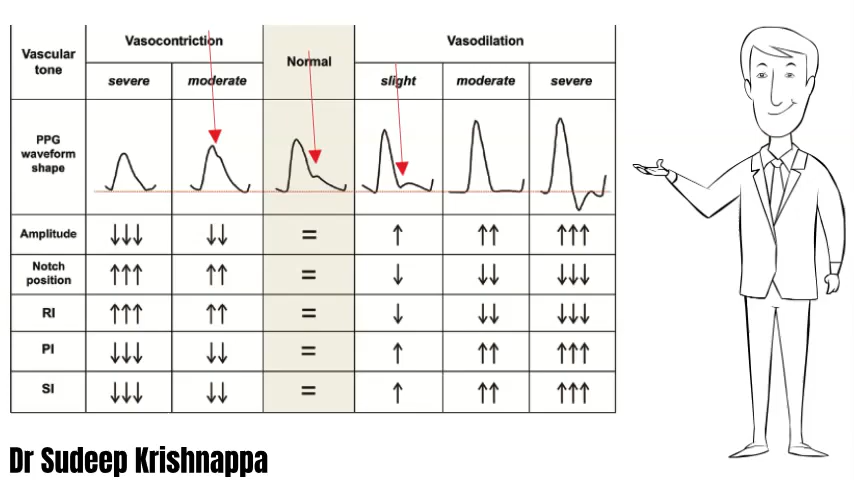 Vascular tone
Vasocontriction
Normal
Vasodilation
severe
moderate
slight
moderate
severe
PPG waveform shape
Amplitude ↓↓↓ ↓↓ = ↑ ↑↑ ↑↑↑
Notch position ↑↑↑ ↑↑ = ↓ ↓↓ ↓↓↓
RI ↑↑↑ ↑↑ = ↓ ↓↓ ↓↓↓
PI ↓↓↓ ↓↓ = ↑ ↑↑ ↑↑↑
SI ↓↓↓ ↓↓ = ↑ ↑↑ ↑↑↑
Dr Sudeep Krishnappa